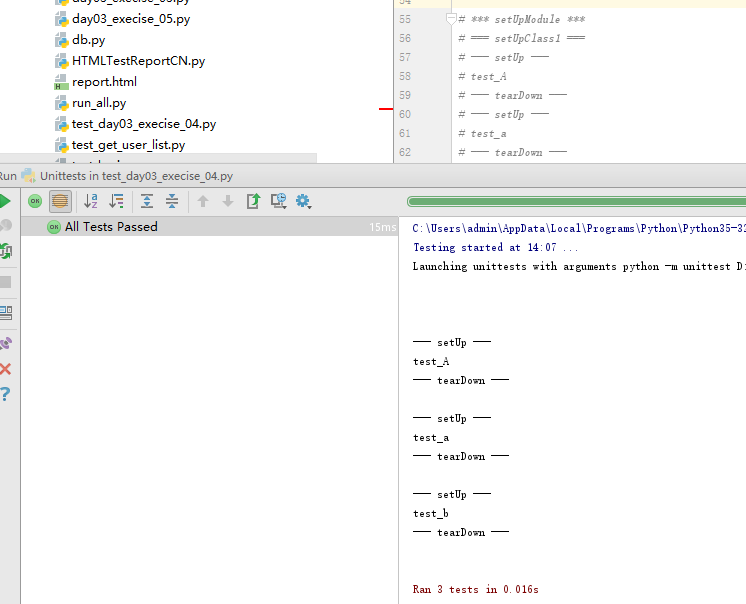 day03_execise_05.py
db.py
HTMLTestReportCN.py
report.html
run_all.py
test_day03_execise_04.py
test_get_user_list.py
55 # *** setUpModule ***
56 # === setUpClass1 ===
57 # --- setUp ---
58 # test_A
59 # --- tearDown ---
60 # --- setUp ---
61 # test_a
62 # --- tearDown ---
Run Unittests in test_day03_execise_04.py
OK
OK All Tests Passed 15ms
C:\Users\admin\AppData\Local\Programs\Python\Python35-32
Testing started at 14:07 ...
Launching unittests with arguments python -m unittest D:
--- setUp ---
test_A
--- tearDown ---
--- setUp ---
test_a
--- tearDown ---
--- setUp ---
test_b
--- tearDown ---
Ran 3 tests in 0.016s